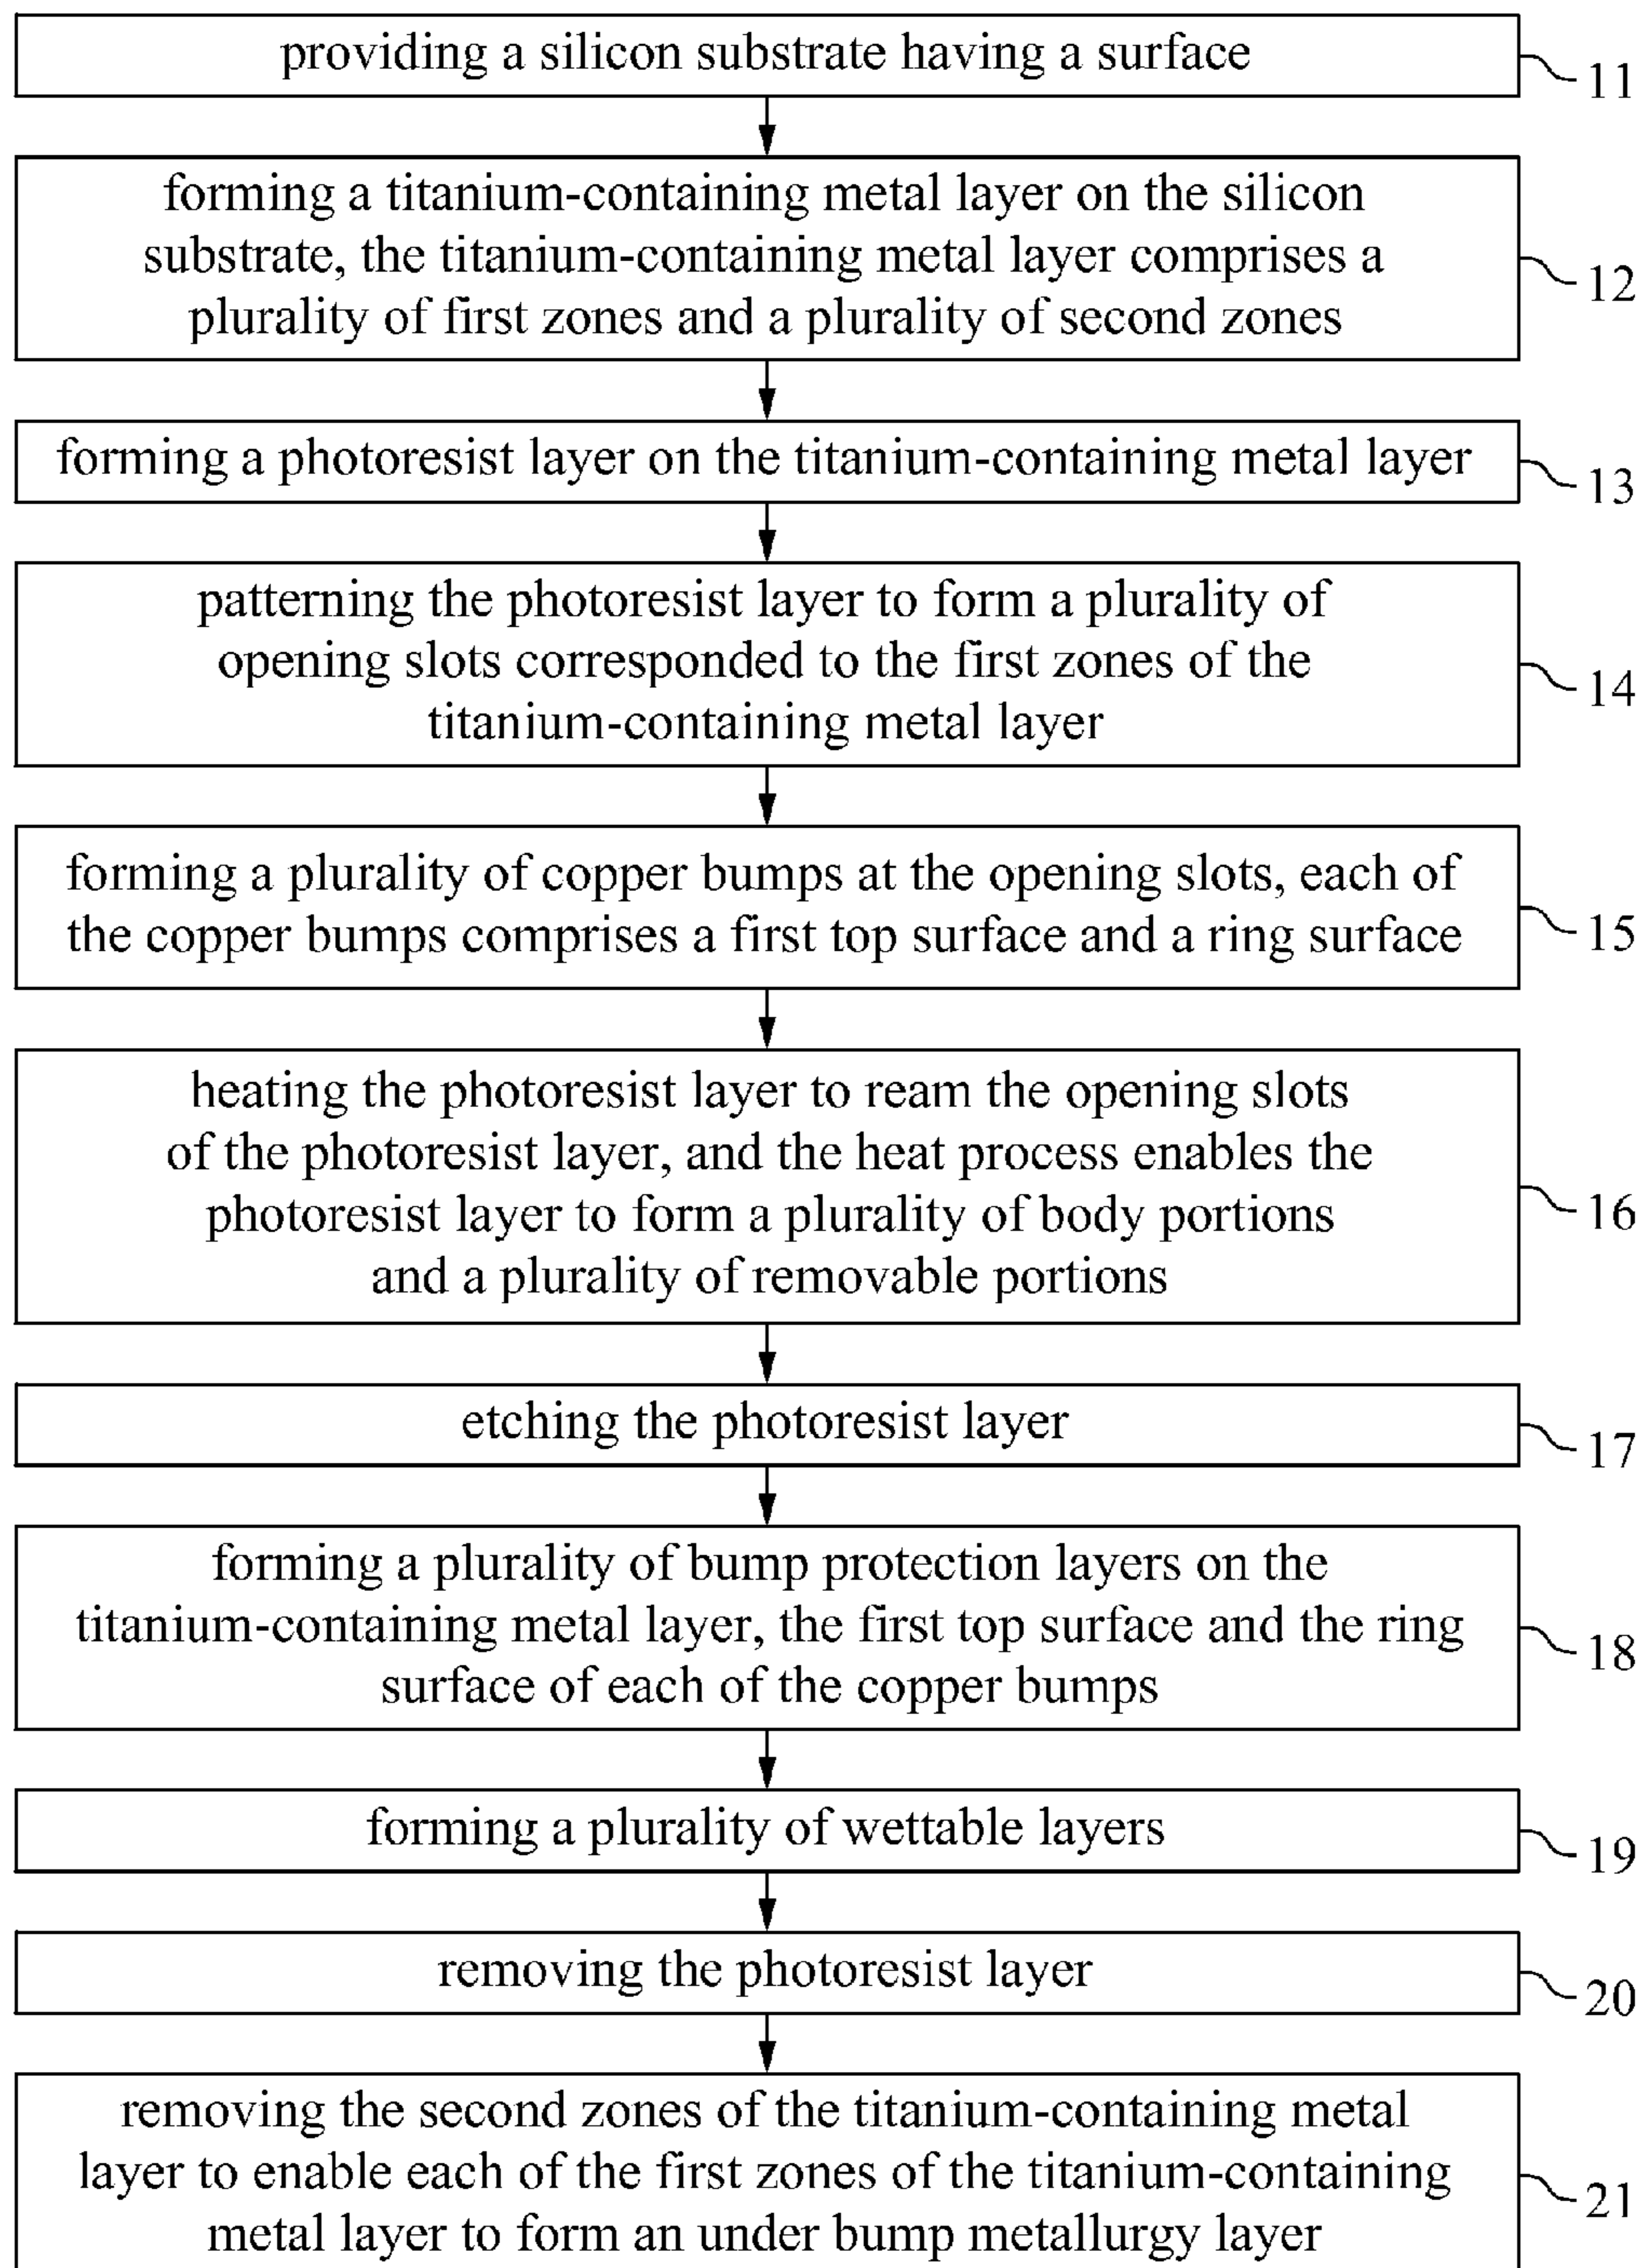 providing a silicon substrate having a surface
11
forming a titanium-containing metal layer on the silicon
substrate, the titanium-containing metal layer comprises a
plurality of first zones and a plurality of second zones
12
forming a photoresist layer on the titanium-containing metal layer
13
patterning the photoresist layer to form a plurality of
opening slots corresponded to the first zones of the
titanium-containing metal layer
14
forming a plurality of copper bumps at the opening slots, each of
the copper bumps comprises a first top surface and a ring surface
15
heating the photoresist layer to ream the opening slots
of the photoresist layer, and the heat process enables the
photoresist layer to form a plurality of body portions
and a plurality of removable portions
16
etching the photoresist layer
17
forming a plurality of bump protection layers on the
titanium-containing metal layer, the first top surface and the ring
surface of each of the copper bumps
18
forming a plurality of wettable layers
19
removing the photoresist layer
20
removing the second zones of the titanium-containing metal
layer to enable each of the first zones of the titanium-containing
metal layer to form an under bump metallurgy layer
21